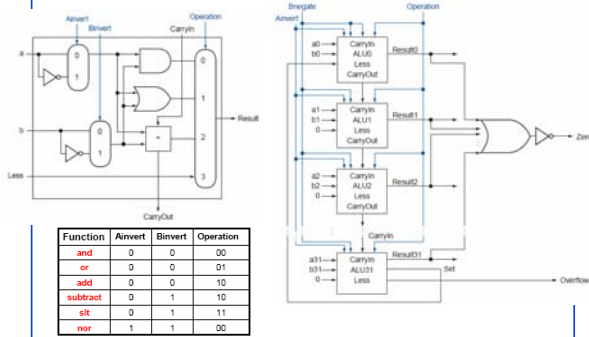 Ainvert
Binvert
CarryIn
Operation
a
0
1
0
1
b
0
1
+
2
Less
3
Result
CarryOut
Function Ainvert Binvert Operation
and 0 0 00
or 0 0 01
add 0 0 10
subtract 0 1 10
slt 0 1 11
nor 1 1 00
Bnegate
Ainvert
Operation
a0
b0
CarryIn
ALU0
Less
CarryOut
Result0
a1
b1
0
CarryIn
ALU1
Less
CarryOut
Result1
Zero
a2
b2
0
CarryIn
ALU2
Less
CarryOut
Result2
CarryIn
a31
b31
0
CarryIn
ALU31
Less
Result31
Set
Overflow